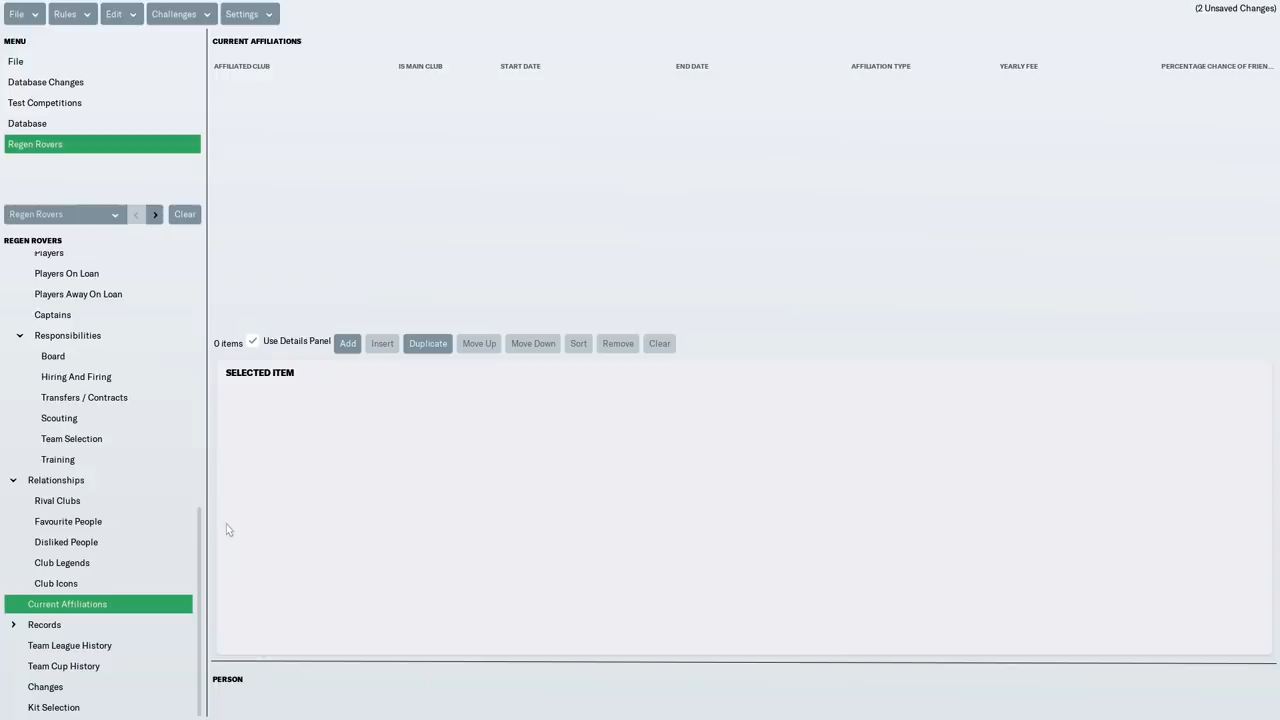 File
Rules
Edit
Challenges
Settings
(2 Unsaved Changes)
MENU
File
Database Changes
Test Competitions
Database
Regen Rovers
Regen Rovers
Clear
REGEN ROVERS
Players
Players On Loan
Players Away On Loan
Captains
Responsibilities
Board
Hiring And Firing
Transfers / Contracts
Scouting
Team Selection
Training
Relationships
Rival Clubs
Favourite People
Disliked People
Club Legends
Club Icons
Current Affiliations
Records
Team League History
Team Cup History
Changes
Kit Selection
CURRENT AFFILIATIONS
AFFILIATED CLUB IS MAIN CLUB START DATE END DATE AFFILIATION TYPE YEARLY FEE PERCENTAGE CHANCE OF FRIEN...
0 items Use Details Panel Add Insert Duplicate Move Up Move Down Sort Remove Clear
SELECTED ITEM
PERSON